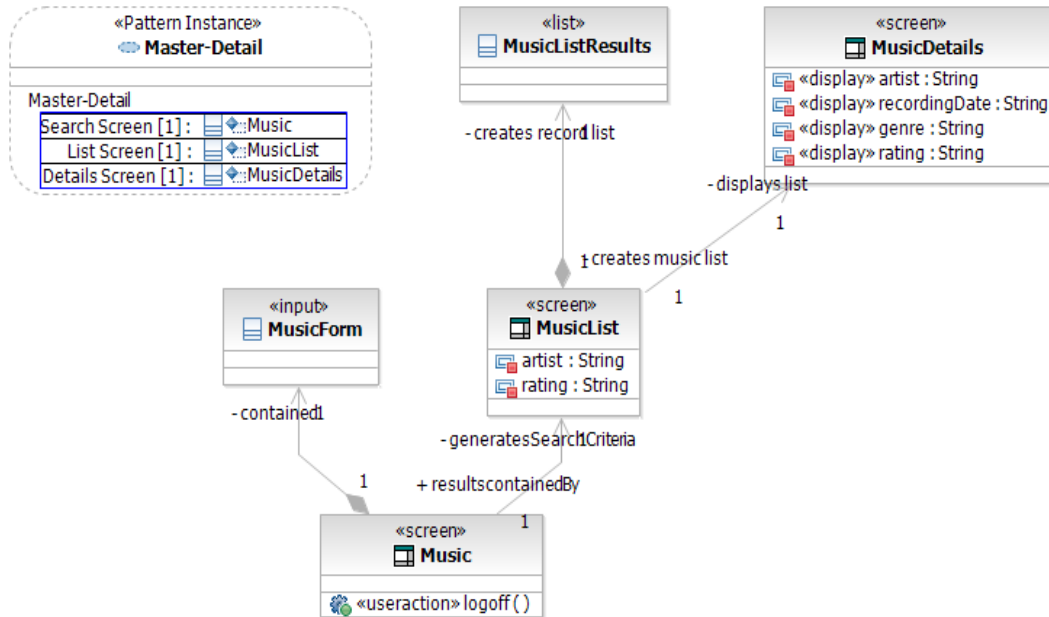 «Pattern Instance»
Master-Detail
Master-Detail
Search Screen [1] : Music
List Screen [1] : MusicList
Details Screen [1] : MusicDetails
«list»
MusicListResults
«screen»
MusicDetails
«display» artist : String
«display» recordingDate : String
«display» genre : String
«display» rating : String
- creates record list
1
- displays list
1
1
- creates music list
1
«input»
MusicForm
«screen»
MusicList
artist : String
rating : String
- contained
1
- generatesSearchCriteria
1
1
+ resultscontainedBy
1
«screen»
Music
«useraction» logoff ( )